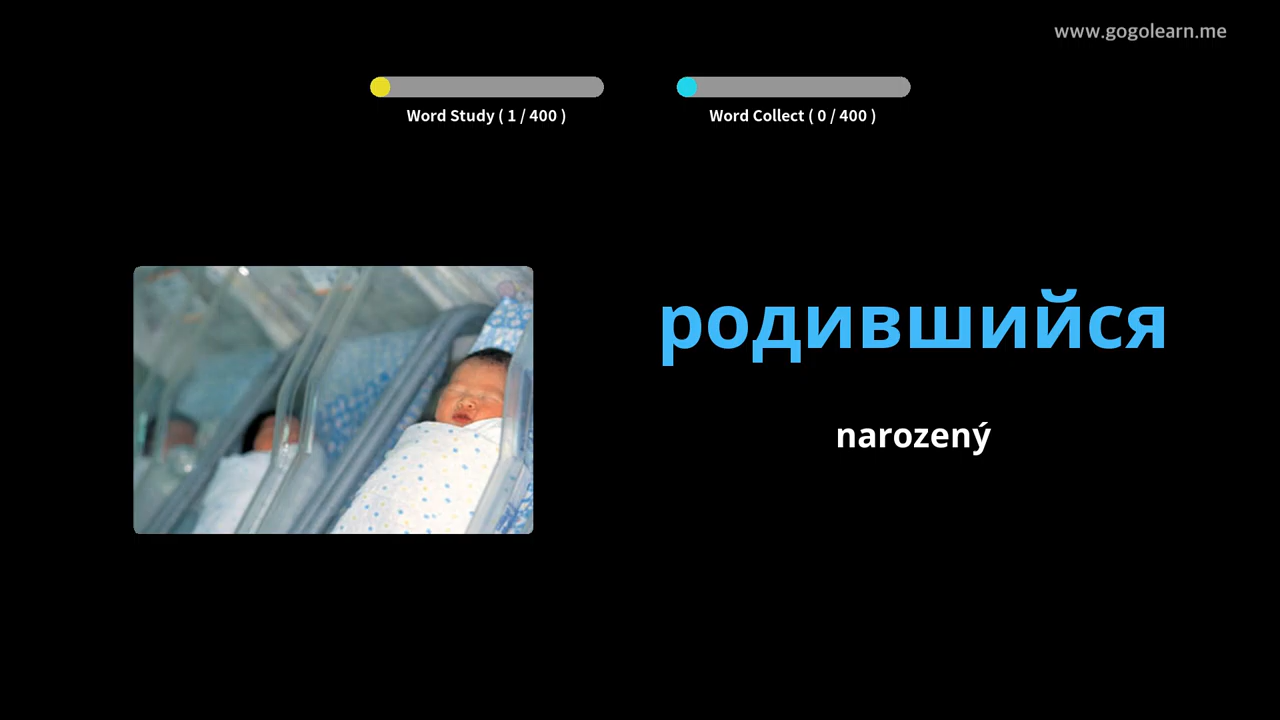 www.gogolearn.me
Word Study ( 1 / 400 )
Word Collect ( 0 / 400 )
родившийся
narozený